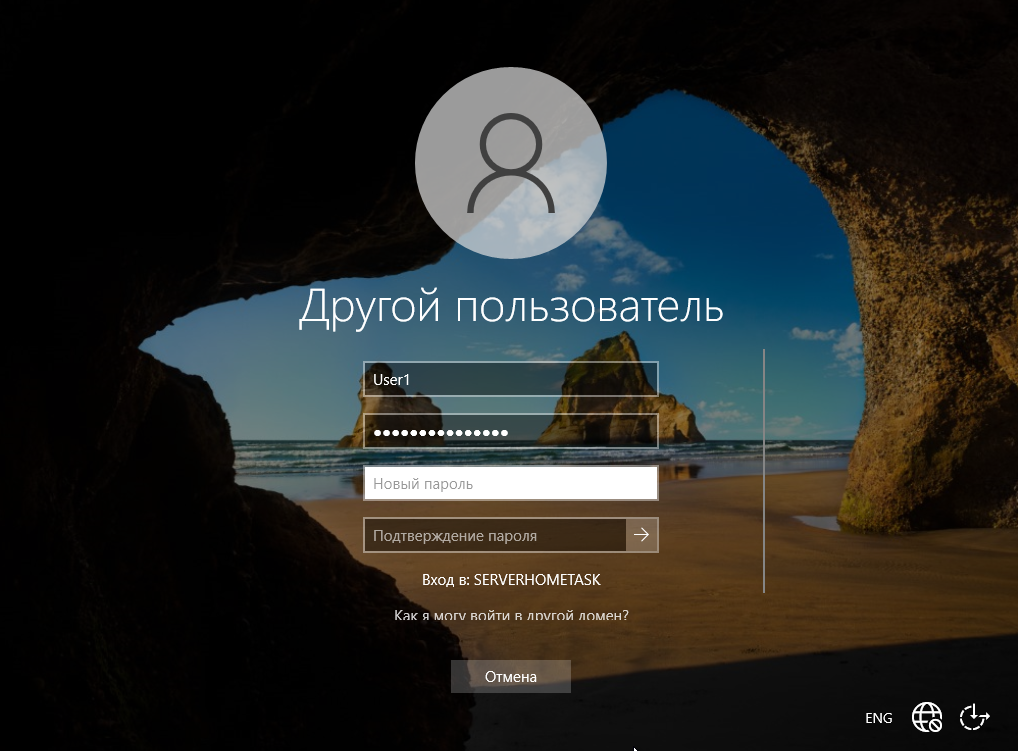 Другой пользователь
User1
Новый пароль
Подтверждение пароля
Вход в: SERVERHOMETASK
Как я могу войти в другой домен?
Отмена
ENG